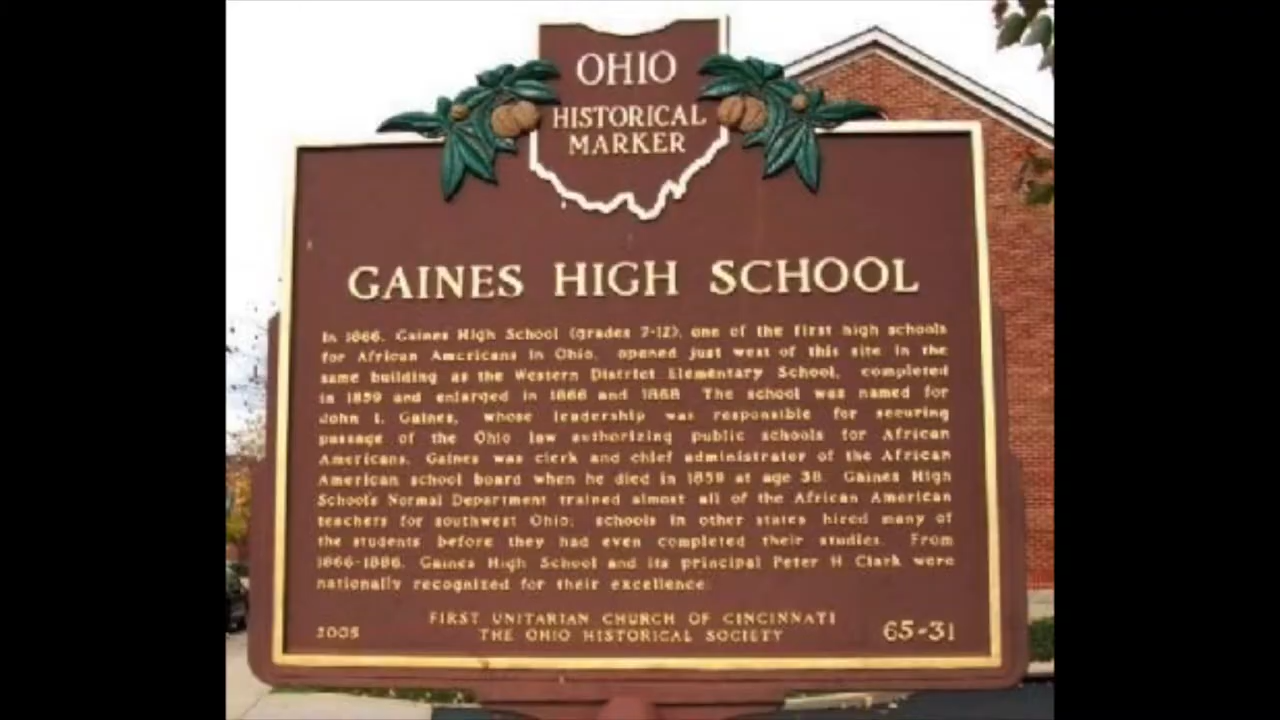 OHIO
HISTORICAL
MARKER
GAINES HIGH SCHOOL
In 1866, Gaines High School (grades 7-12), one of the first high schools
for African Americans in Ohio, opened just west of this site in the
same building as the Western District Elementary School, completed
in 1859 and enlarged in 1866 and 1868. The school was named for
John I. Gaines, whose leadership was responsible for securing
passage of the Ohio law authorizing public schools for African
Americans. Gaines was clerk and chief administrator of the African
American school board when he died in 1859 at age 38. Gaines High
School's Normal Department trained almost all of the African American
teachers for southwest Ohio; schools in other states hired many of
the students before they had even completed their studies. From
1866-1886, Gaines High School and its principal Peter H Clark were
nationally recognized for their excellence.
FIRST UNITARIAN CHURCH OF CINCINNATI
THE OHIO HISTORICAL SOCIETY
2005
65-31